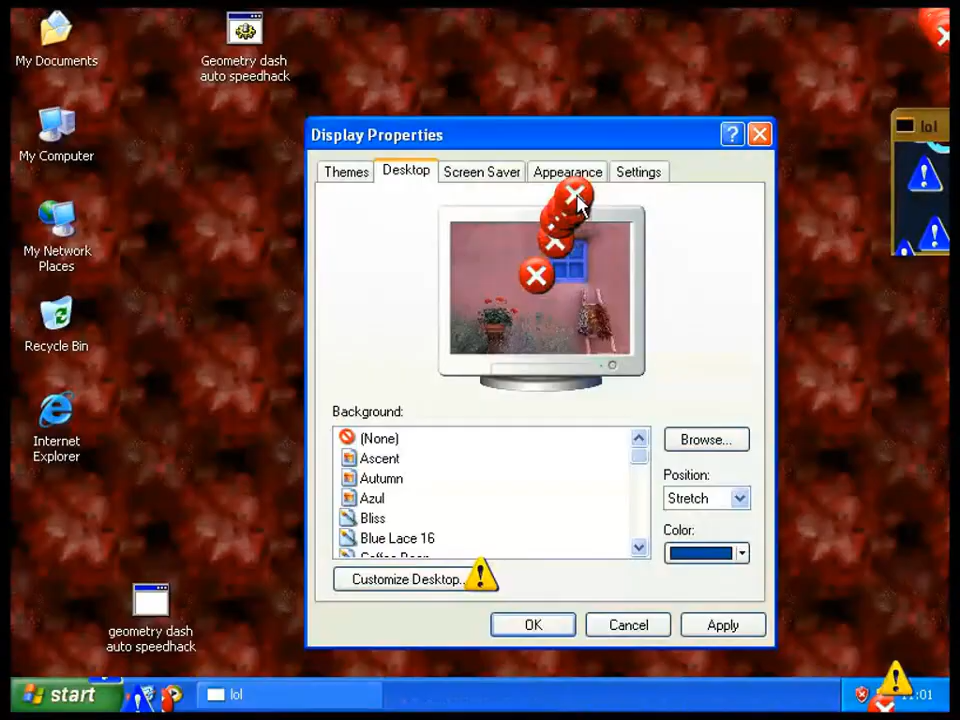 My Documents
Geometry dash
auto speedhack
My Computer
My Network
Places
Recycle Bin
Internet
Explorer
geometry dash
auto speedhack
lol
Display Properties
Themes
Desktop
Screen Saver
Appearance
Settings
Background:
(None)
Ascent
Autumn
Azul
Bliss
Blue Lace 16
Browse...
Position:
Stretch
Color:
Customize Desktop..
OK
Cancel
Apply
start
lol